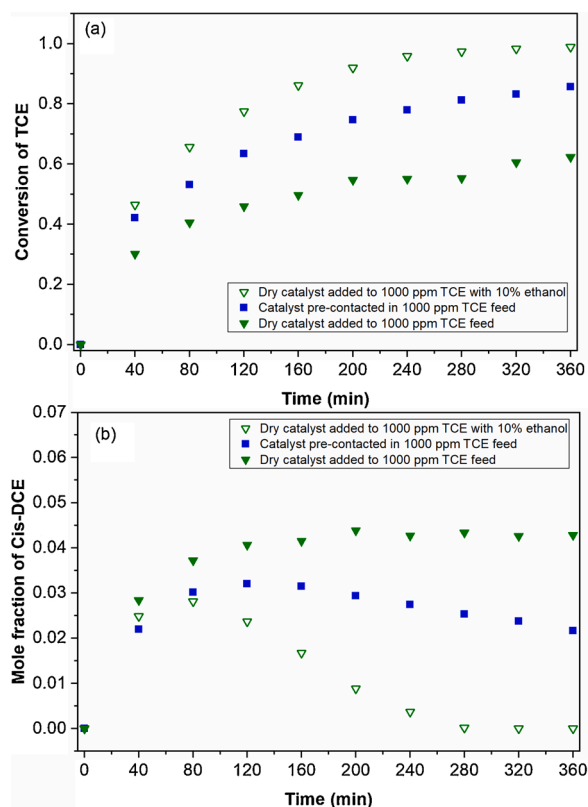 (a)
Conversion of TCE
1.0
0.8
0.6
0.4
0.2
0.0
Dry catalyst added to 1000 ppm TCE with 10% ethanol
Catalyst pre-contacted in 1000 ppm TCE feed
Dry catalyst added to 1000 ppm TCE feed
0 40 80 120 160 200 240 280 320 360
Time (min)
(b)
Mole fraction of Cis-DCE
0.07
0.06
0.05
0.04
0.03
0.02
0.01
0.00
Dry catalyst added to 1000 ppm TCE with 10% ethanol
Catalyst pre-contacted in 1000 ppm TCE feed
Dry catalyst added to 1000 ppm TCE feed
0 40 80 120 160 200 240 280 320 360
Time (min)